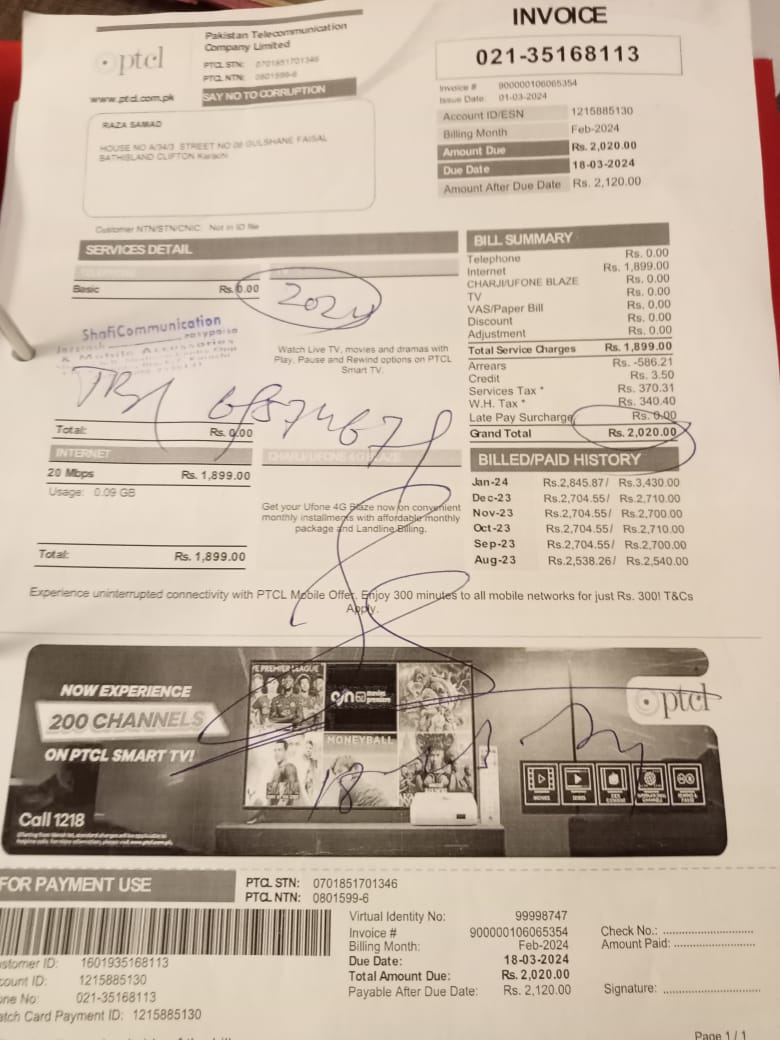 ptcl
www.ptcl.com.pk
Pakistan Telecommunication
Company Limited
PTCL STN: 0701851701346
PTCL NTN: 0801599-6
SAY NO TO CORRUPTION
INVOICE
021-35168113
Invoice # 900000106065354
Issue Date: 01-03-2024
Account ID/ESN 1215885130
Billing Month Feb-2024
Amount Due Rs. 2,020.00
Due Date 18-03-2024
Amount After Due Date Rs. 2,120.00
RAZA SAMAD
HOUSE NO A/34/3 STREET NO 09 GULSHANE FAISAL
BATHISLAND CLIFTON Karachi
Customer NTN/STN/CNIC Not in ID file
SERVICES DETAIL
Basic Rs. 0.00
2024
ShafiCommunication
easypaisa
& Mobile Accessories
Watch Live TV, movies and dramas with
Play, Pause and Rewind options on PTCL
Smart TV.
Total: Rs. 0.00
INTERNET
20 Mbps Rs. 1,899.00
Usage: 0.09 GB
Total: Rs. 1,899.00
CHARJI/UFONE 4G BLAZE
Get your Ufone 4G Blaze now on convenient
monthly installments with affordable monthly
package and Landline Billing.
BILL SUMMARY
Telephone Rs. 0.00
Internet Rs. 1,899.00
CHARJI/UFONE BLAZE Rs. 0.00
TV Rs. 0.00
VAS/Paper Bill Rs. 0.00
Discount Rs. 0.00
Adjustment Rs. 0.00
Total Service Charges Rs. 1,899.00
Arrears Rs. -586.21
Credit Rs. 3.50
Services Tax * Rs. 370.31
W.H. Tax * Rs. 340.40
Late Pay Surcharge Rs. 0.00
Grand Total Rs. 2,020.00
BILLED/PAID HISTORY
Jan-24 Rs.2,845.87/ Rs.3,430.00
Dec-23 Rs.2,704.55/ Rs.2,710.00
Nov-23 Rs.2,704.55/ Rs.2,700.00
Oct-23 Rs.2,704.55/ Rs.2,710.00
Sep-23 Rs.2,704.55/ Rs.2,700.00
Aug-23 Rs.2,538.26/ Rs.2,540.00
Experience uninterrupted connectivity with PTCL Mobile Offer. Enjoy 300 minutes to all mobile networks for just Rs. 300! T&Cs
Apply.
NOW EXPERIENCE
200 CHANNELS
ON PTCL SMART TV!
Call 1218
PREMIER LEAGUE
MONEYBALL
ptcl
FOR PAYMENT USE
PTCL STN: 0701851701346
PTCL NTN: 0801599-6
stomer ID: 1601935168113
count ID: 1215885130
one No: 021-35168113
atch Card Payment ID: 1215885130
Virtual Identity No: 99998747
Invoice # 900000106065354
Billing Month: Feb-2024
Due Date: 18-03-2024
Total Amount Due: Rs. 2,020.00
Payable After Due Date: Rs. 2,120.00
Check No.:
Amount Paid:
Signature:
Page 1 / 1